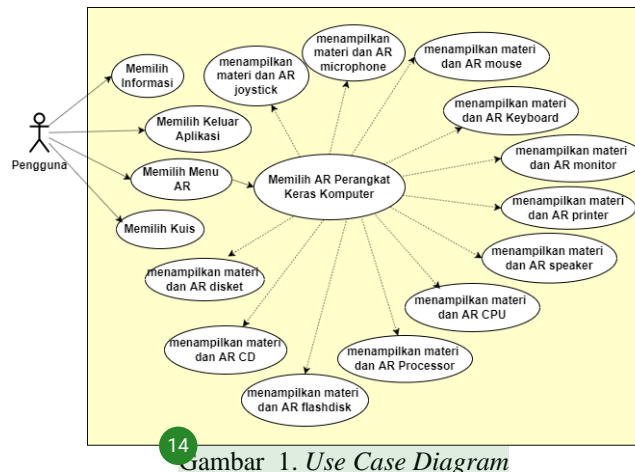 menampilkan
materi dan AR
joystick
menampilkan
materi dan AR
microphone
menampilkan materi
dan AR mouse
Memilih
Informasi
menampilkan materi
dan AR Keyboard
Memilih Keluar
Aplikasi
menampilkan materi
dan AR monitor
Pengguna
Memilih Menu
AR
Memilih AR Perangkat
Keras Komputer
menampilkan materi
dan AR printer
Memilih Kuis
menampilkan materi
dan AR speaker
menampilkan materi
dan AR disket
menampilkan materi
dan AR CPU
menampilkan materi
dan AR CD
menampilkan materi
dan AR Processor
menampilkan materi
dan AR flashdisk
14
Gambar 1. Use Case Diagram